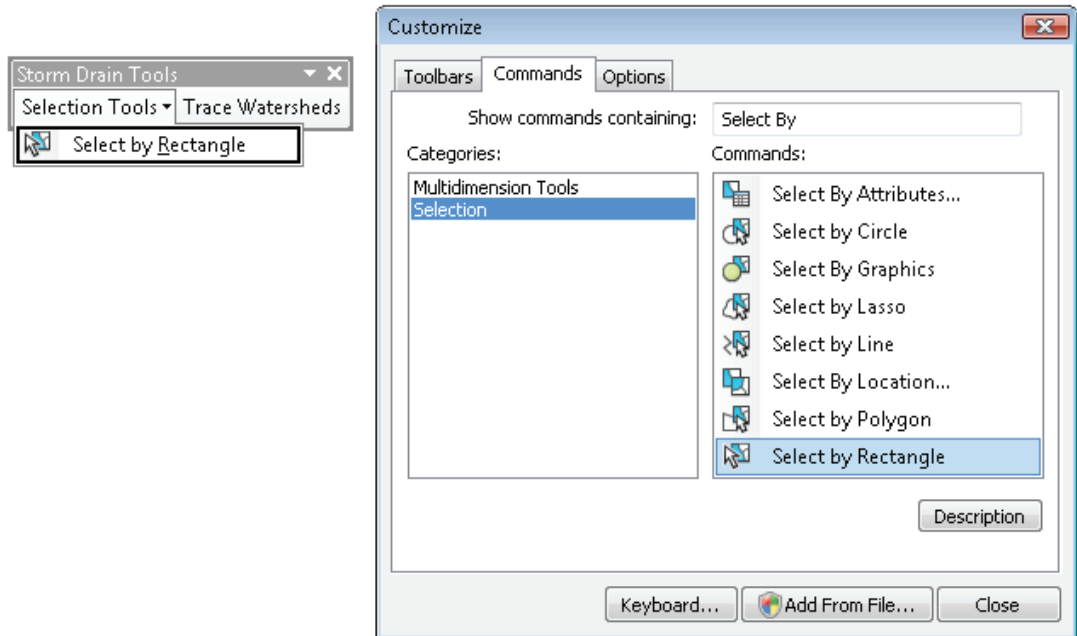 Storm Drain Tools
Selection Tools Trace Watersheds
Select by Rectangle
Customize
Toolbars Commands Options
Show commands containing: Select By
Categories: Commands:
Multidimension Tools
Selection
Select By Attributes...
Select by Circle
Select By Graphics
Select by Lasso
Select by Line
Select By Location...
Select by Polygon
Select by Rectangle
Description
Keyboard... Add From File... Close